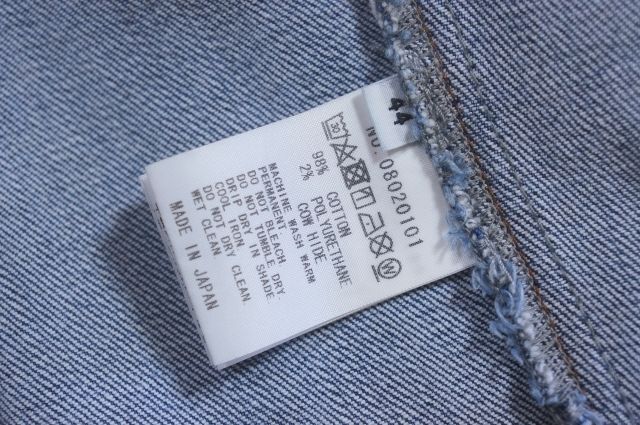 44
NO.08020101
30
W
98% COTTON
2% POLYURETHANE
COW HIDE
MACHINE WASH WARM
PERMANENT.
DO NOT BLEACH
DO NOT TUMBLE DRY
DRIP DRY IN SHADE.
COOL IRON.
DO NOT DRY CLEAN.
WET CLEAN.
MADE IN JAPAN